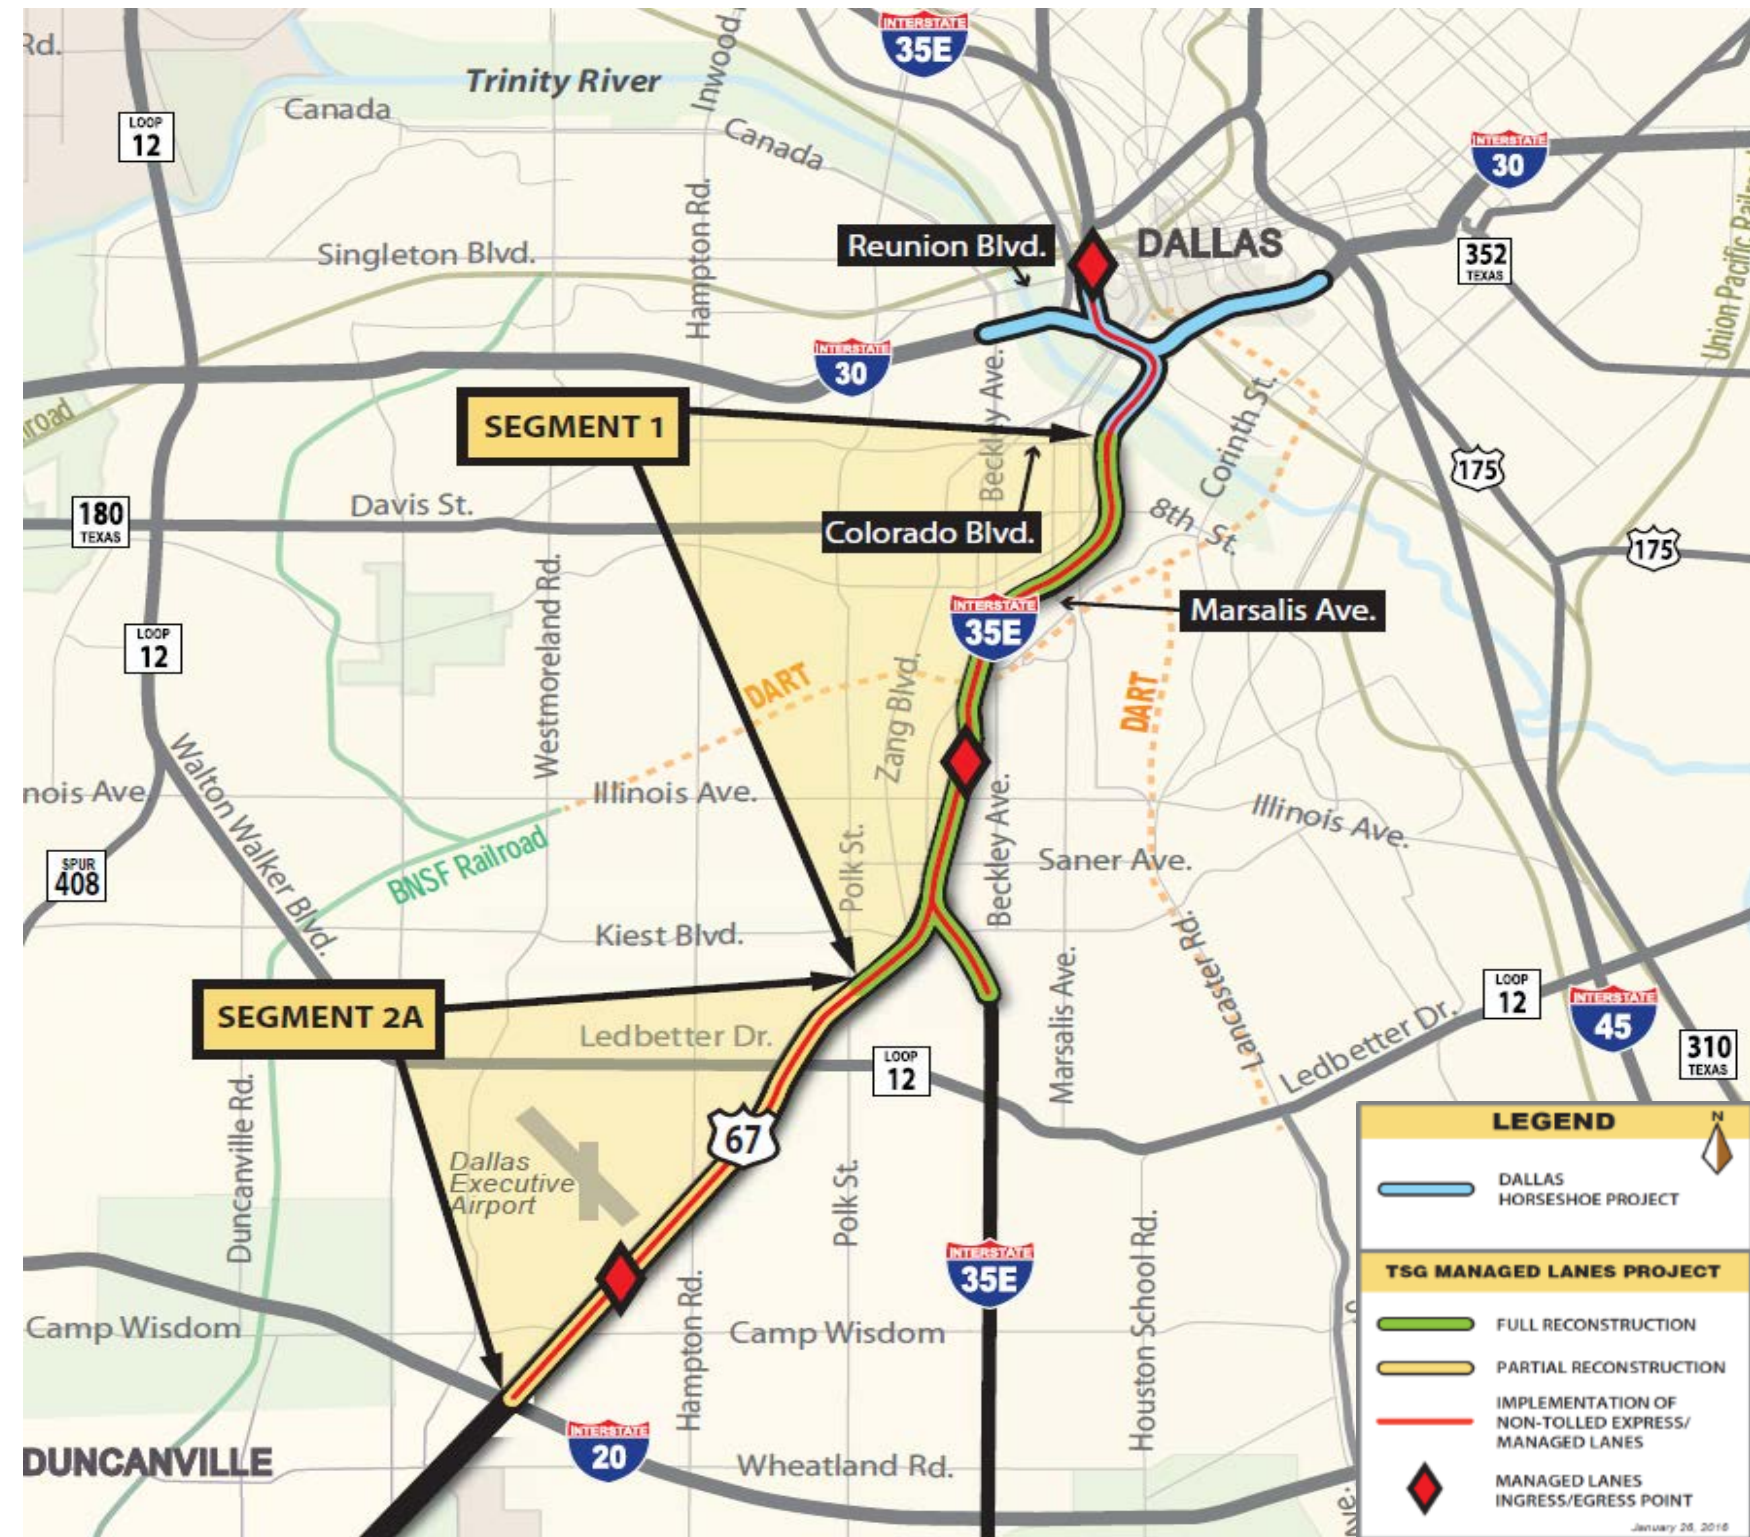 INTERSTATE
35E
Rd.
Inwood
Trinity River
Canada
LOOP
12
Canada
INTERSTATE
30
Hampton Rd.
Union Pacific
Reunion Blvd.
DALLAS
Singleton Blvd.
352
TEXAS
INTERSTATE
30
Beckley Ave.
Corinth St.
SEGMENT 1
175
Davis St.
180
TEXAS
8th St.
Colorado Blvd.
175
Westmoreland Rd.
INTERSTATE
35E
Marsalis Ave.
LOOP
12
DART
Zang Blvd.
DART
Walton Walker Blvd.
nois Ave.
Illinois Ave.
Illinois Ave.
Beckley Ave.
Polk St.
Saner Ave.
SPUR
408
BNSF Railroad
Kiest Blvd.
Lancaster Rd.
Marsalis Ave.
SEGMENT 2A
Ledbetter Dr.
LOOP
12
INTERSTATE
45
310
TEXAS
LOOP
12
Ledbetter Dr.
Lancaster
Duncanville Rd.
67
Dallas
Executive
Airport
Polk St.
Houston School Rd.
INTERSTATE
35E
Hampton Rd.
Camp Wisdom
Camp Wisdom
INTERSTATE
20
DUNCANVILLE
Wheatland Rd.
LEGEND
N
DALLAS
HORSESHOE PROJECT
TSG MANAGED LANES PROJECT
FULL RECONSTRUCTION
PARTIAL RECONSTRUCTION
IMPLEMENTATION OF
NON-TOLLED EXPRESS/
MANAGED LANES
MANAGED LANES
INGRESS/EGRESS POINT
January 26, 2016